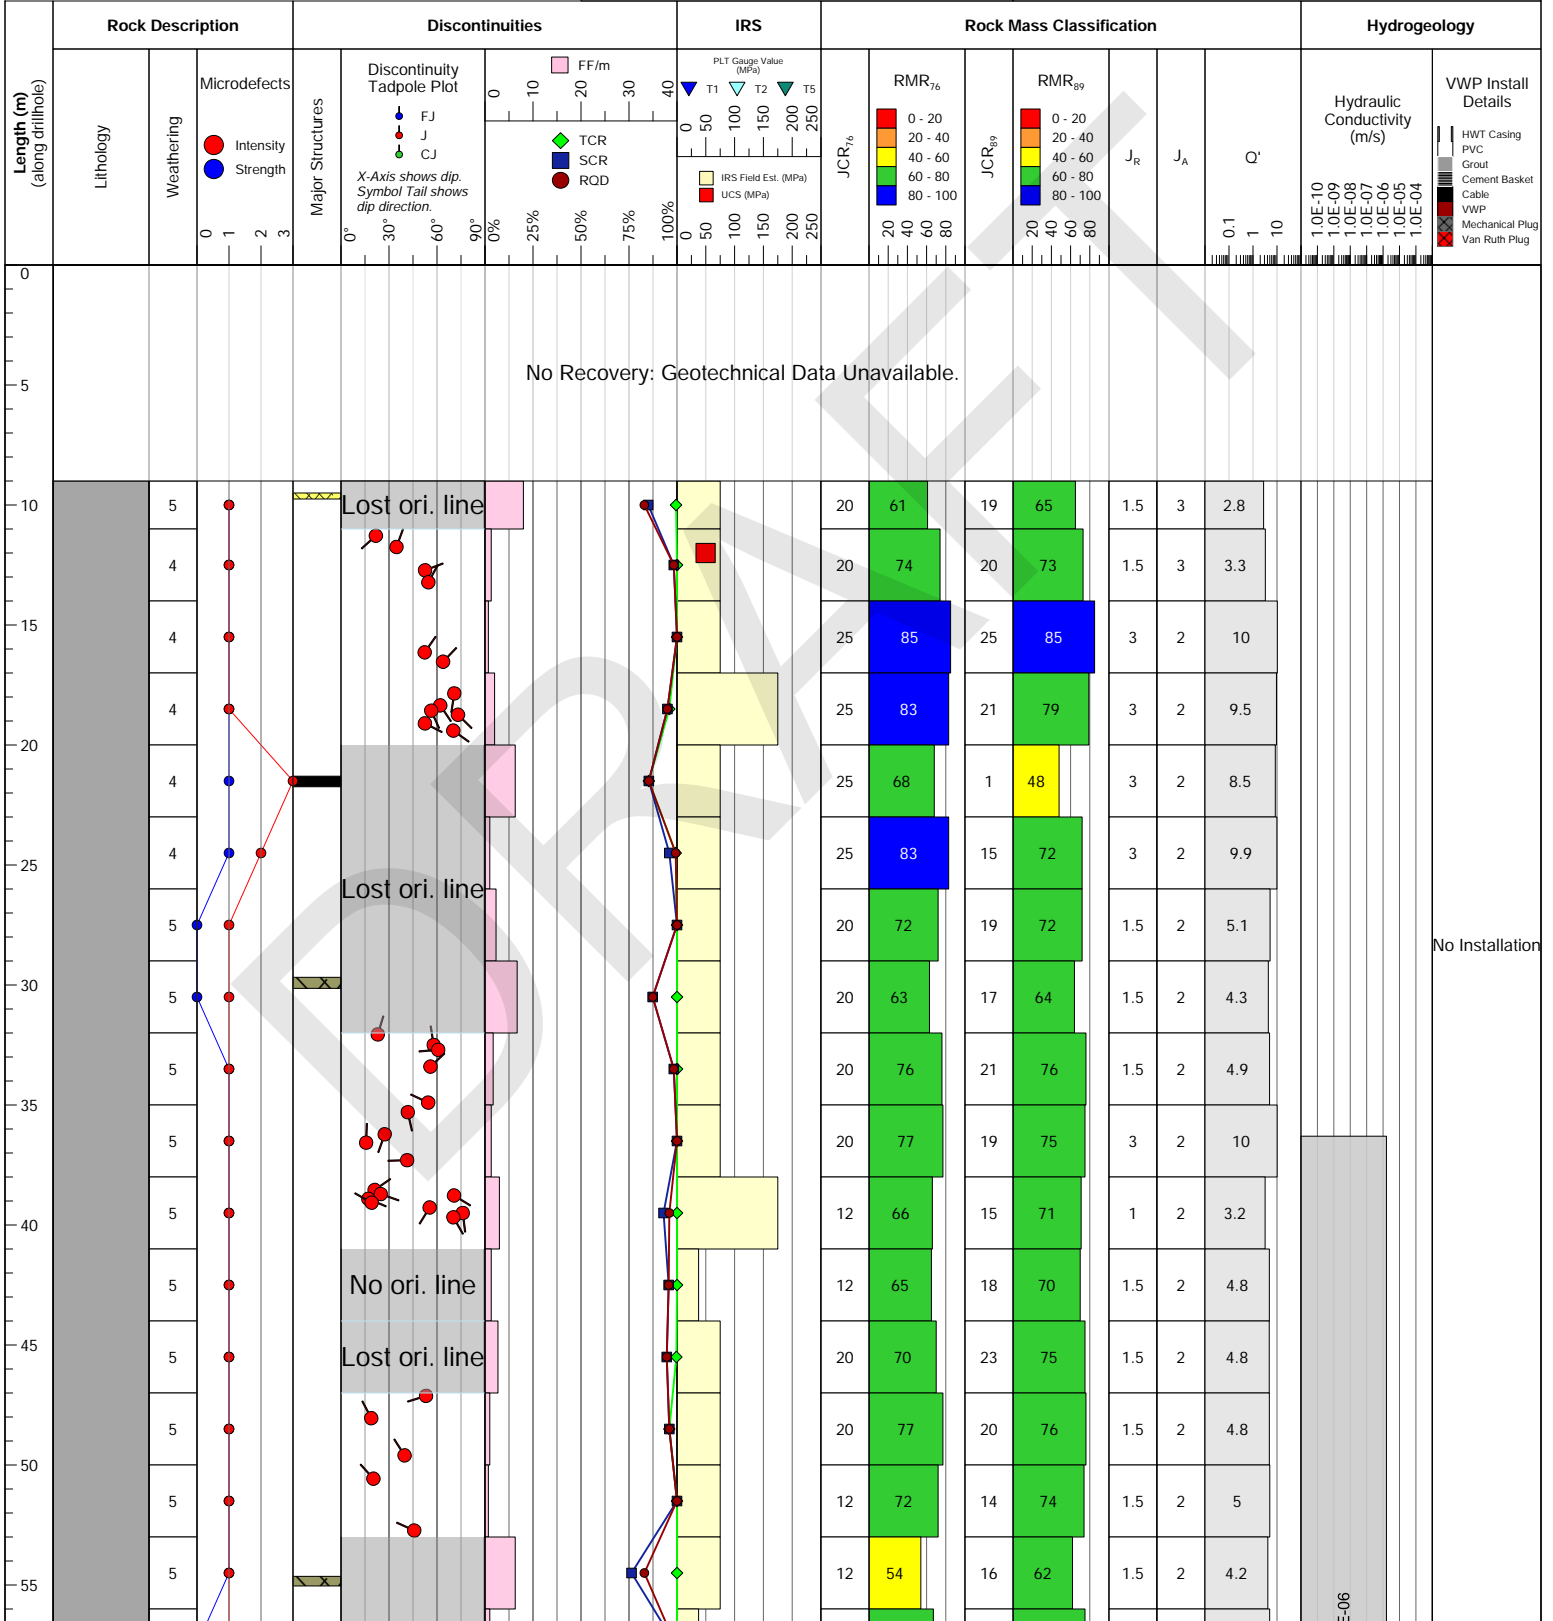 Rock Description
Discontinuities
IRS
Rock Mass Classification
Hydrogeology
Length (m)
(along drillhole)
Lithology
Weathering
Microdefects
Intensity
Strength
0 1 2 3
Major Structures
Discontinuity
Tadpole Plot
FJ
J
CJ
X-Axis shows dip.
Symbol Tail shows
dip direction.
0° 30° 60° 90°
FF/m
0 10 20 30 40
TCR
SCR
RQD
0% 25% 50% 75% 100%
PLT Gauge Value
(MPa)
T1 T2 T5
0 50 100 150 200 250
IRS Field Est. (MPa)
UCS (MPa)
0 50 100 150 200 250
JCR76
RMR76
0 - 20
20 - 40
40 - 60
60 - 80
80 - 100
20 40 60 80
JCR89
RMR89
0 - 20
20 - 40
40 - 60
60 - 80
80 - 100
20 40 60 80
JR
JA
Q'
0.1 1 10
Hydraulic
Conductivity
(m/s)
1.0E-10 1.0E-09 1.0E-08 1.0E-07 1.0E-06 1.0E-05 1.0E-04
VWP Install
Details
HWT Casing
PVC
Grout
Cement Basket
Cable
VWP
Mechanical Plug
Van Ruth Plug
0
No Recovery: Geotechnical Data Unavailable.
5
DRAFT
10 5 Lost ori. line 20 61 19 65 1.5 3 2.8
4 20 74 20 73 1.5 3 3.3
15 4 25 85 25 85 3 2 10
4 25 83 21 79 3 2 9.5
20
4 25 68 1 48 3 2 8.5
25 4 25 83 15 72 3 2 9.9
Lost ori. line
5 20 72 19 72 1.5 2 5.1
No Installation
30 5 20 63 17 64 1.5 2 4.3
5 20 76 21 76 1.5 2 4.9
35
5 20 77 19 75 3 2 10
40 5 12 66 15 71 1 2 3.2
5 No ori. line 12 65 18 70 1.5 2 4.8
45 5 Lost ori. line 20 70 23 75 1.5 2 4.8
5 20 77 20 76 1.5 2 4.8
50
5 12 72 14 74 1.5 2 5
5 12 54 16 62 1.5 2 4.2
55
E-06